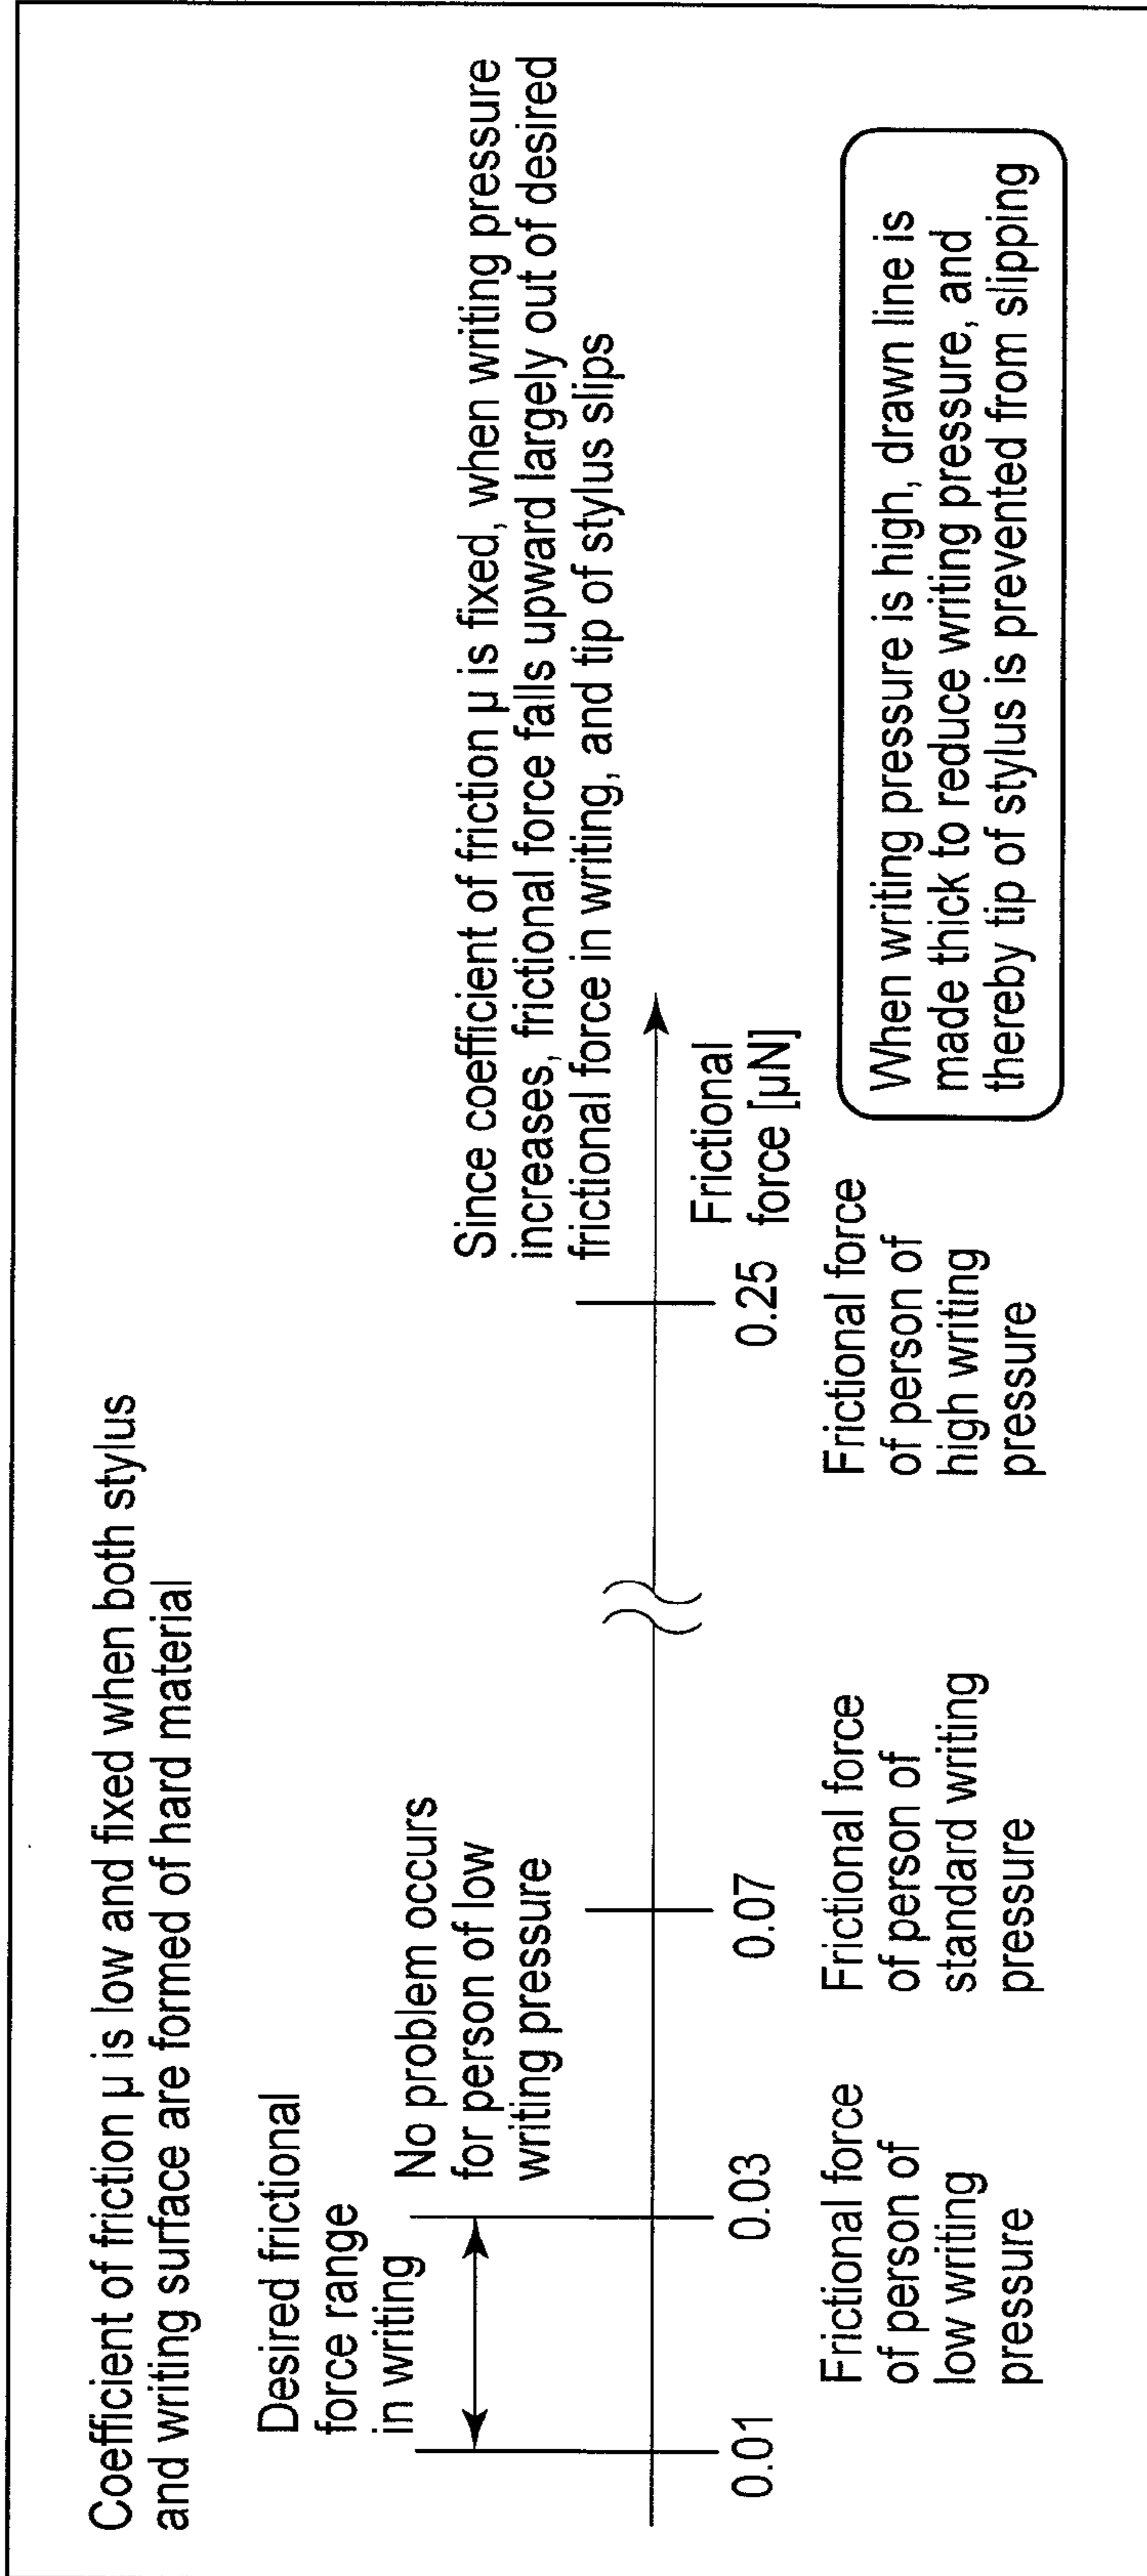 Coefficient of friction μ is low and fixed when both stylus
and writing surface are formed of hard material
Desired frictional
force range
in writing
No problem occurs
for person of low
writing pressure
Since coefficient of friction μ is fixed, when writing pressure
increases, frictional force falls upward largely out of desired
frictional force in writing, and tip of stylus slips
0.01
0.03
0.07
0.25
Frictional
force [μN]
Frictional force
of person of
low writing
pressure
Frictional force
of person of
standard writing
pressure
Frictional force
of person of
high writing
pressure
When writing pressure is high, drawn line is
made thick to reduce writing pressure, and
thereby tip of stylus is prevented from slipping